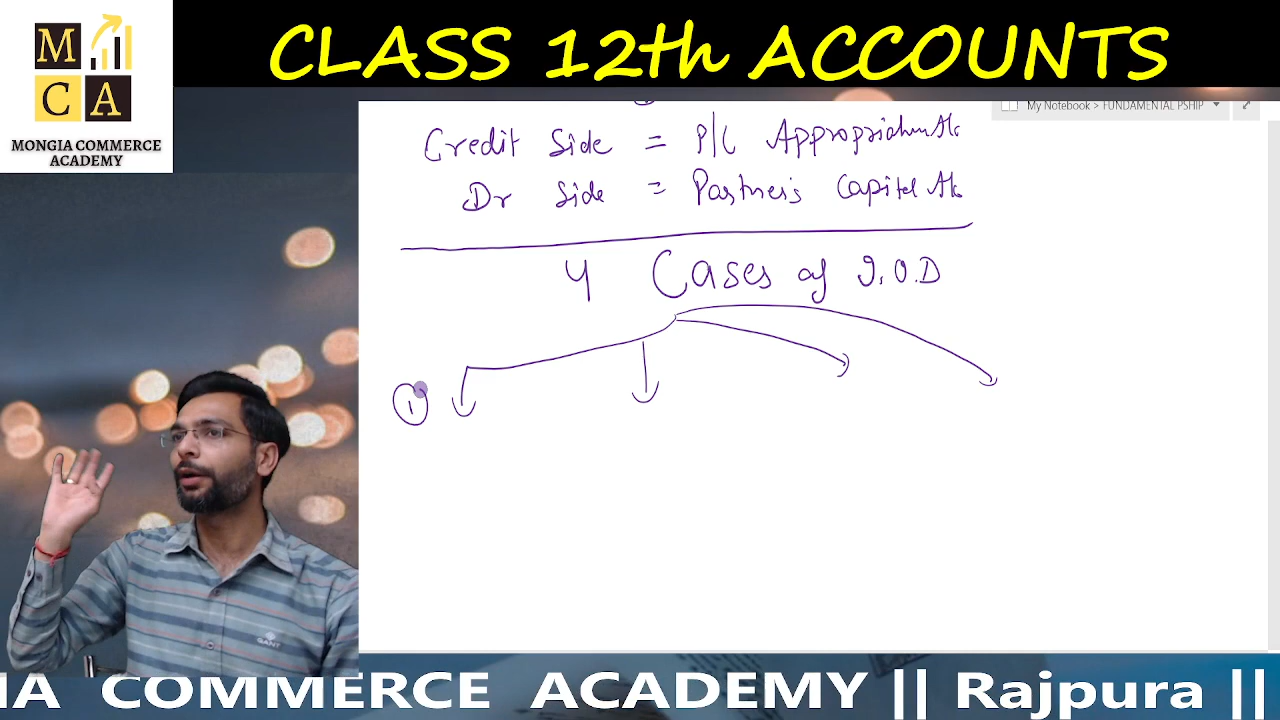 M
C A
MONGIA COMMERCE
ACADEMY
CLASS 12th ACCOUNTS
My Notebook > FUNDAMENTAL PSHIP
Credit Side = P/L Appropriation A/c
Dr Side = Partner's Capital A/c
4 Cases of I.O.D
1
GANT
IA COMMERCE ACADEMY || Rajpura ||